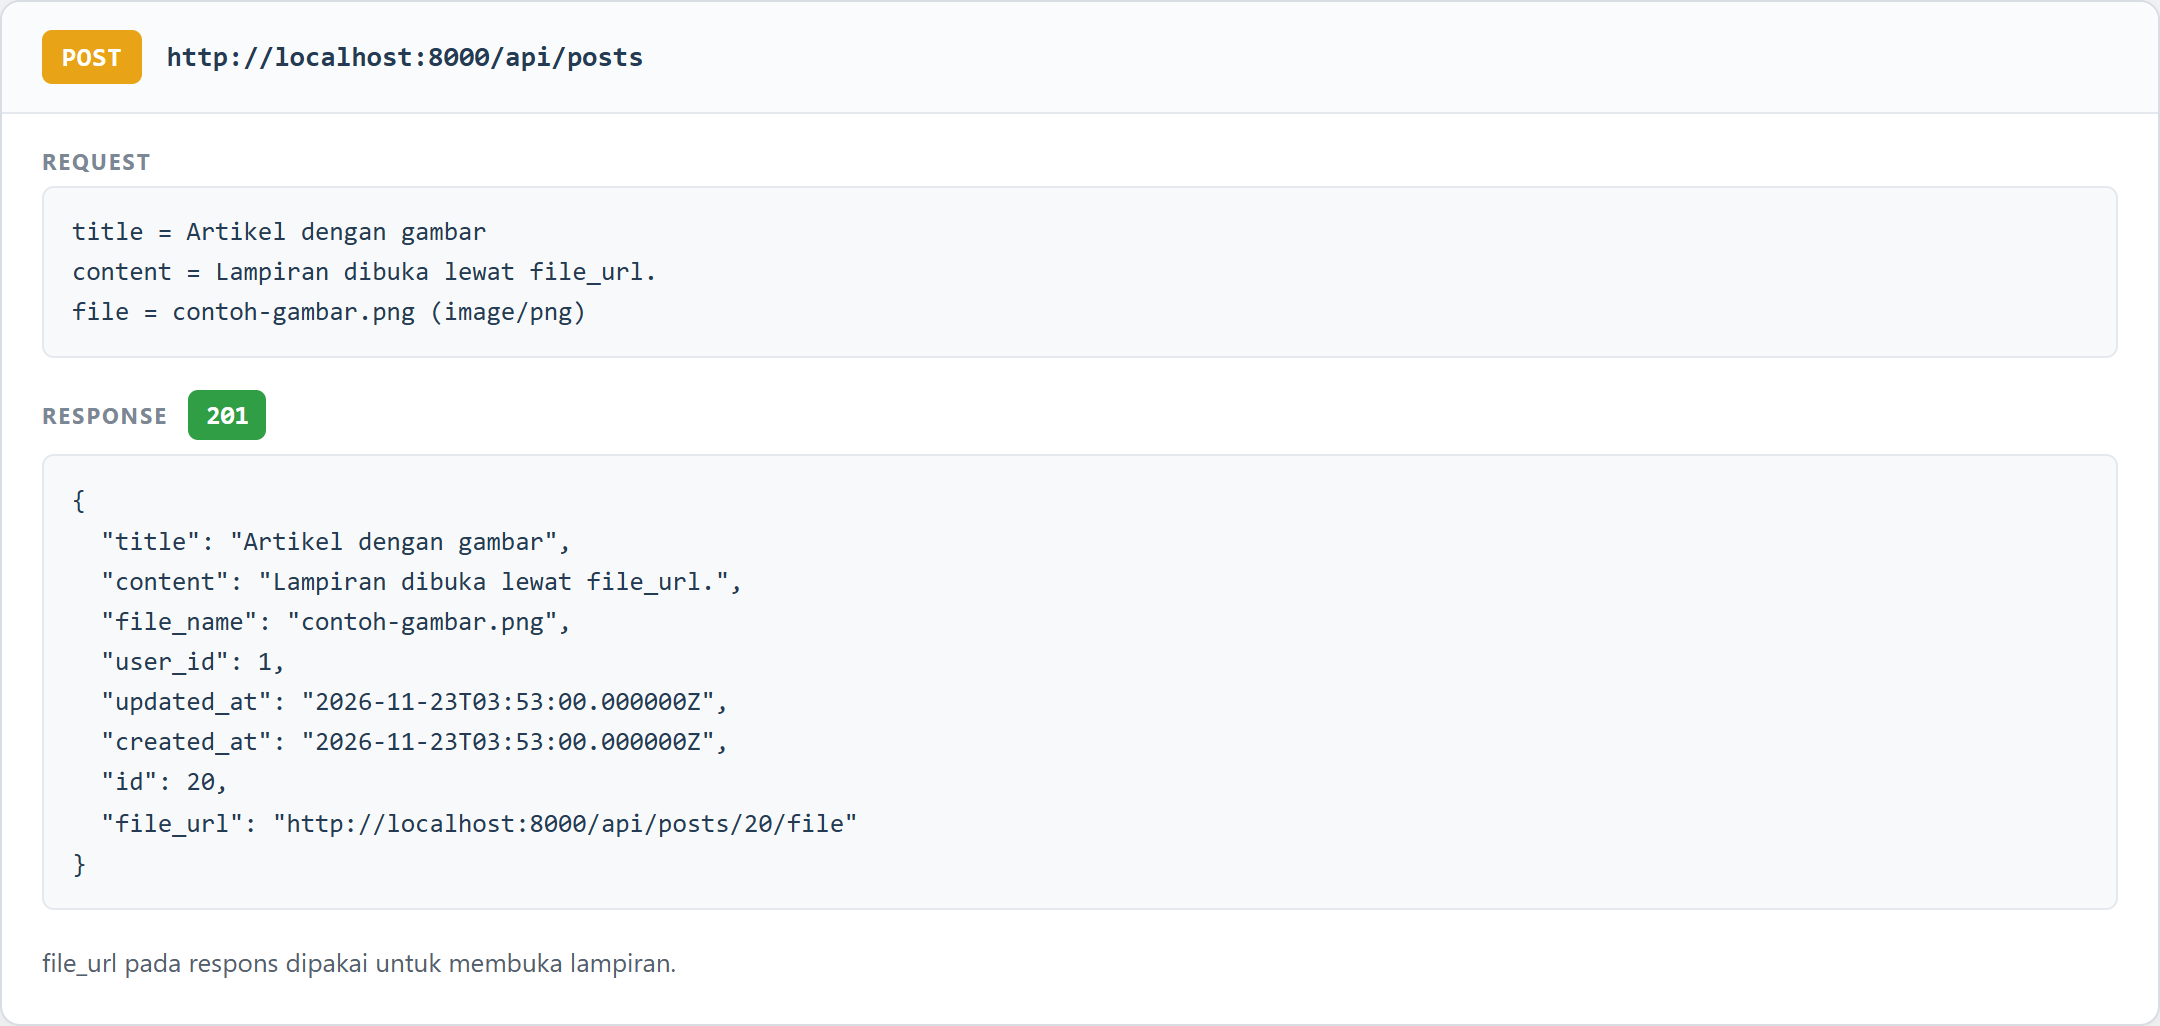 POST http://localhost:8000/api/posts
REQUEST
title = Artikel dengan gambar
content = Lampiran dibuka lewat file_url.
file = contoh-gambar.png (image/png)
RESPONSE 201
{
  "title": "Artikel dengan gambar",
  "content": "Lampiran dibuka lewat file_url.",
  "file_name": "contoh-gambar.png",
  "user_id": 1,
  "updated_at": "2026-11-23T03:53:00.000000Z",
  "created_at": "2026-11-23T03:53:00.000000Z",
  "id": 20,
  "file_url": "http://localhost:8000/api/posts/20/file"
}
file_url pada respons dipakai untuk membuka lampiran.